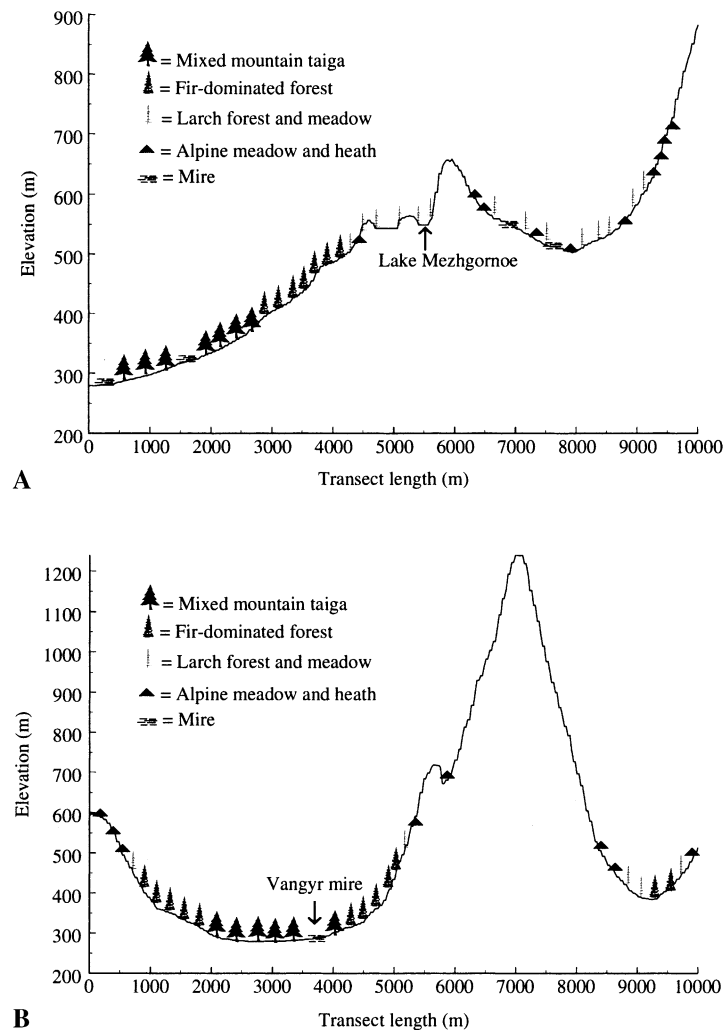 900
800
700
600
500
400
300
200
Elevation (m)
= Mixed mountain taiga
= Fir-dominated forest
= Larch forest and meadow
= Alpine meadow and heath
= Mire
Lake Mezhgornoe
0 1000 2000 3000 4000 5000 6000 7000 8000 9000 10000
Transect length (m)
A
1200
1100
1000
900
800
700
600
500
400
300
200
Elevation (m)
= Mixed mountain taiga
= Fir-dominated forest
= Larch forest and meadow
= Alpine meadow and heath
= Mire
Vangyr mire
0 1000 2000 3000 4000 5000 6000 7000 8000 9000 10000
Transect length (m)
B